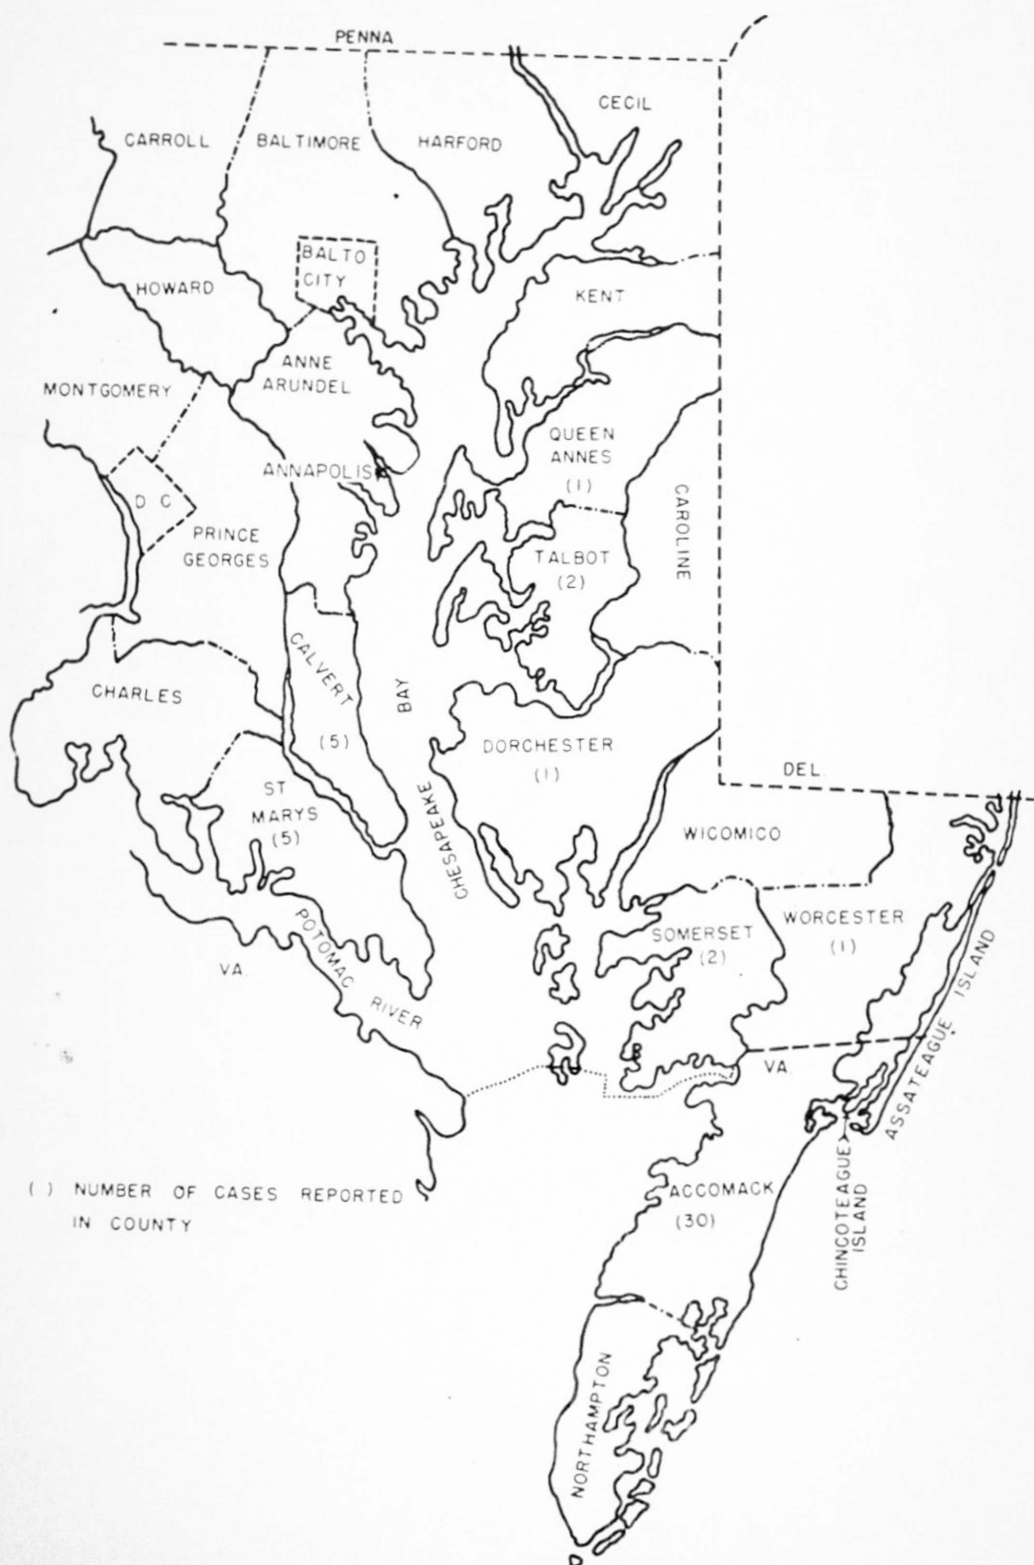 PENNA
CECIL
CARROLL
BALTIMORE
HARFORD
BALTO
CITY
HOWARD
KENT
ANNE
ARUNDEL
MONTGOMERY
QUEEN
ANNES
(1)
ANNAPOLIS
D C
CAROLINE
PRINCE
GEORGES
TALBOT
(2)
CALVERT
(5)
CHARLES
BAY
CHESAPEAKE
DORCHESTER
(1)
DEL.
ST
MARYS
(5)
WICOMICO
WORCESTER
(1)
SOMERSET
(2)
POTOMAC RIVER
VA.
ASSATEAGUE ISLAND
VA.
CHINCOTEAGUE
ISLAND
ACCOMACK
(30)
( ) NUMBER OF CASES REPORTED
IN COUNTY
NORTHAMPTON